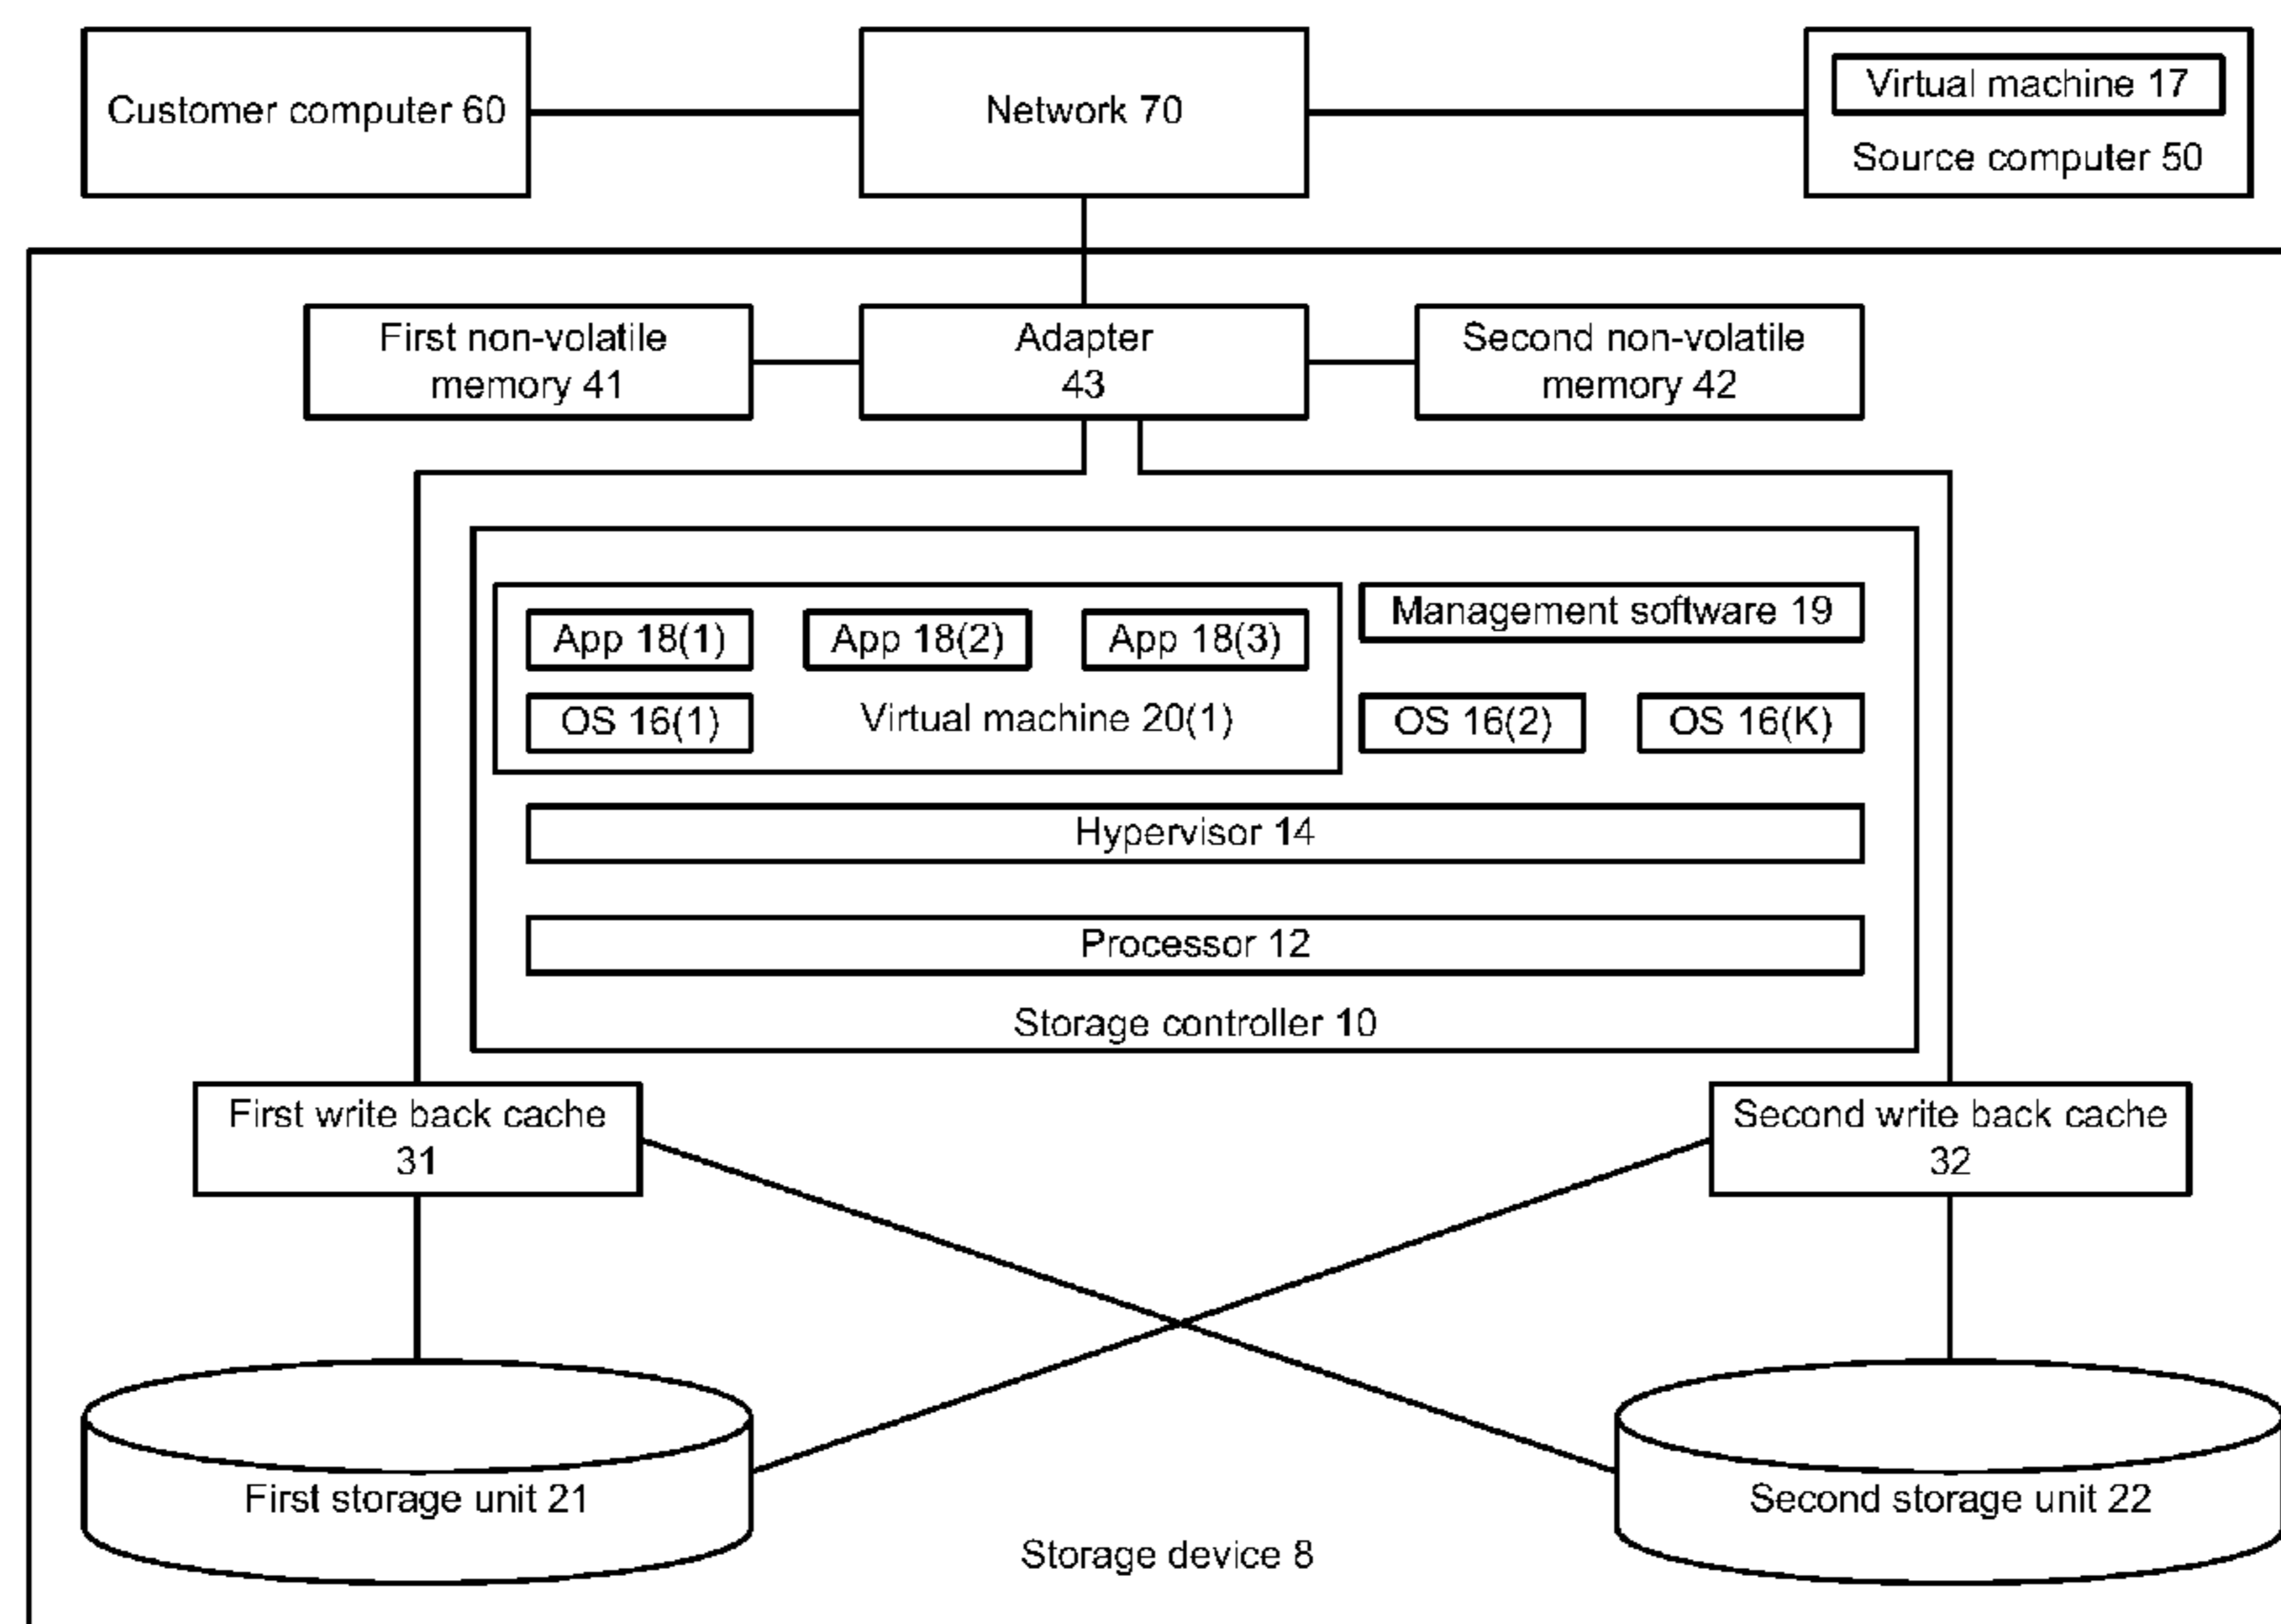 Customer computer 60
Network 70
Virtual machine 17
Source computer 50
First non-volatile
memory 41
Adapter
43
Second non-volatile
memory 42
App 18(1)
App 18(2)
App 18(3)
Management software 19
OS 16(1)
Virtual machine 20(1)
OS 16(2)
OS 16(K)
Hypervisor 14
Processor 12
Storage controller 10
First write back cache
31
Second write back cache
32
First storage unit 21
Second storage unit 22
Storage device 8